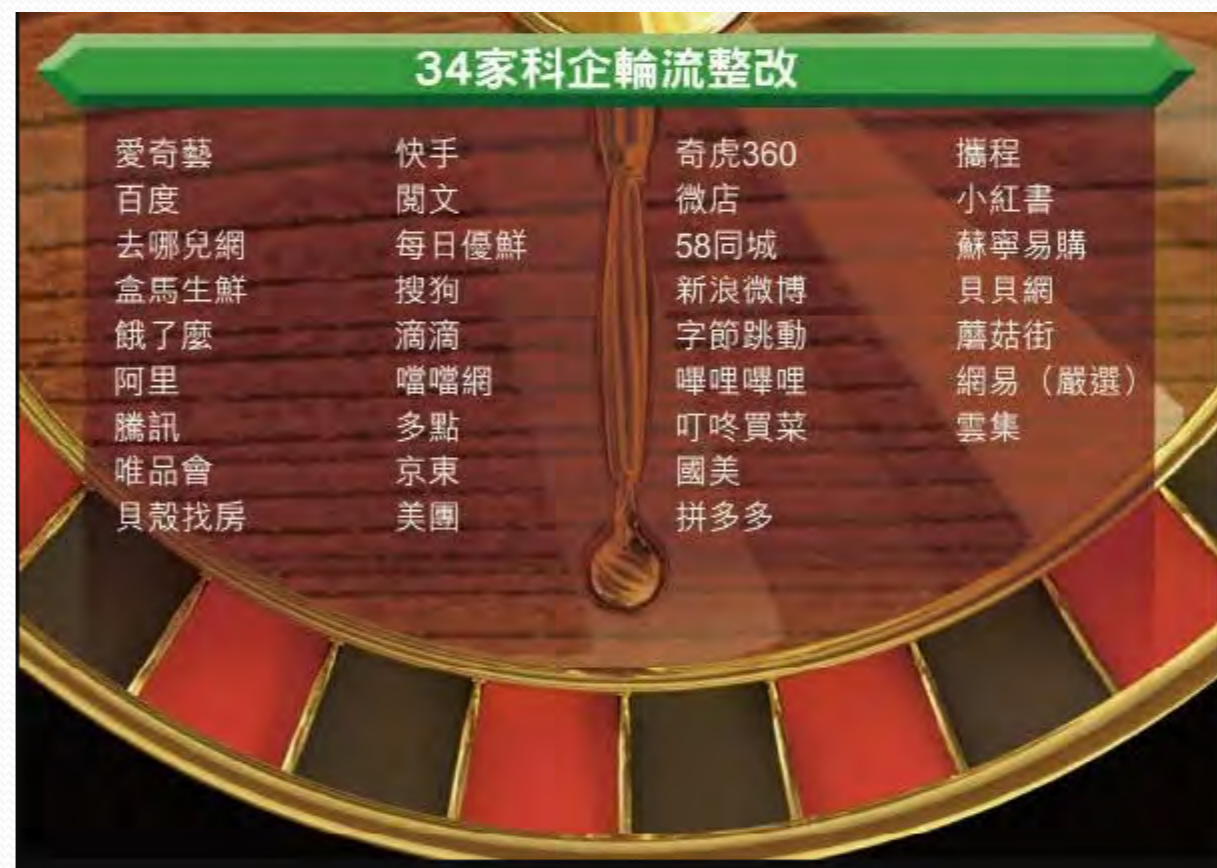 34家科企輪流整改
愛奇藝
百度
去哪兒網
盒馬生鮮
餓了麼
阿里
騰訊
唯品會
貝殼找房
快手
閱文
每日優鮮
搜狗
滴滴
噹噹網
多點
京東
美團
奇虎360
微店
58同城
新浪微博
字節跳動
嗶哩嗶哩
叮咚買菜
國美
拼多多
攜程
小紅書
蘇寧易購
貝貝網
蘑菇街
網易（嚴選）
雲集